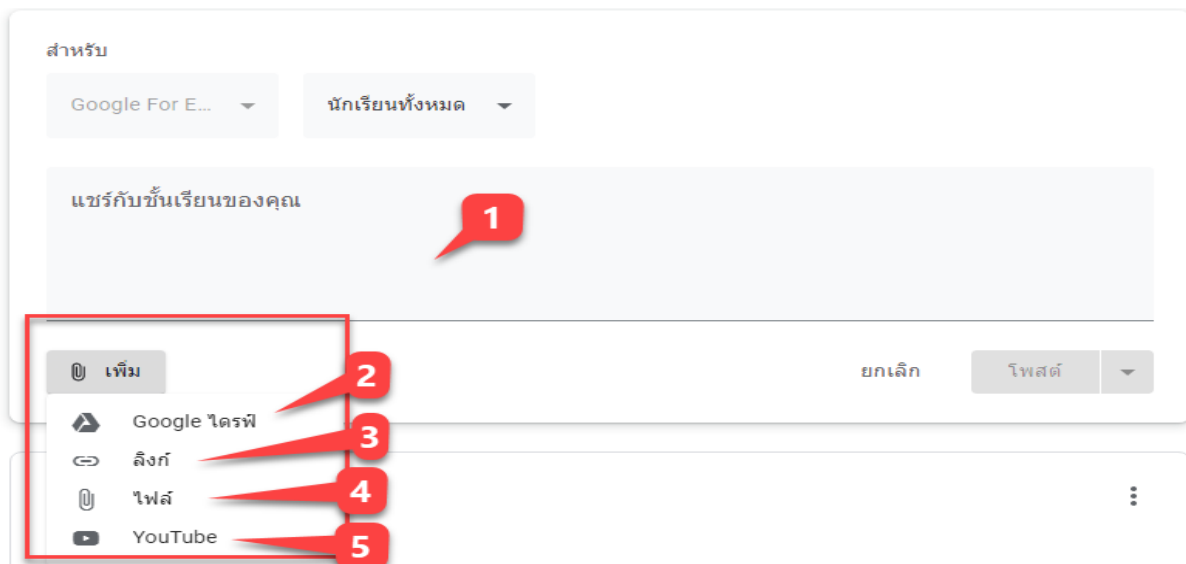 สำหรับ
Google For E... นักเรียนทั้งหมด
แชร์กับชั้นเรียนของคุณ
1
เพิ่ม 2 ยกเลิก โพสต์
Google ไดรฟ์
3
ลิงก์
ไฟล์ 4
YouTube
5